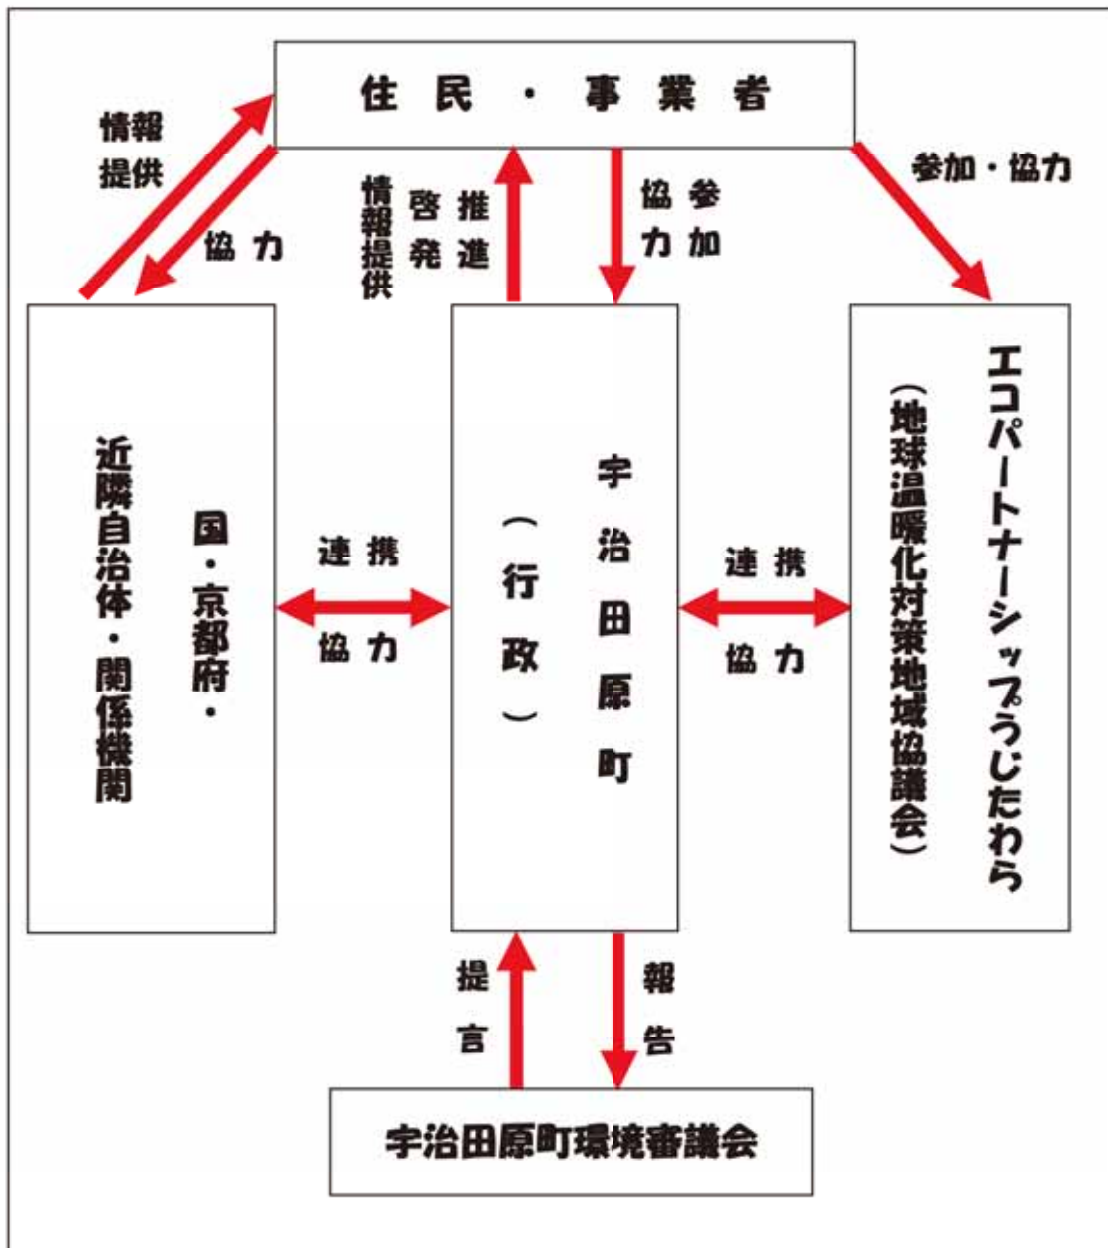 住民・事業者
情報
提供
協力
推進
啓発
情報提供
参加
協力
参加・協力
国・京都府・
近隣自治体・関係機関
連携
協力
宇治田原町
（行政）
連携
協力
エコパートナーシップうじたわら
（地球温暖化対策地域協議会）
提言
報告
宇治田原町環境審議会